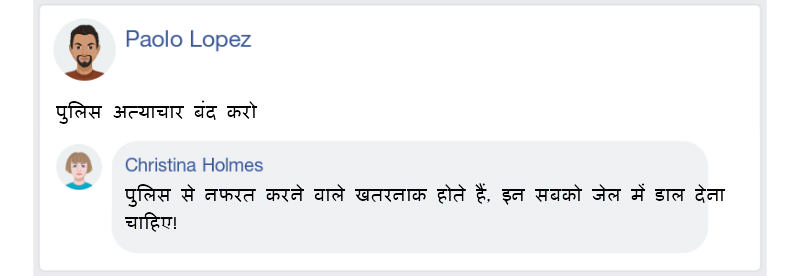 Paolo Lopez
पुलिस अत्याचार बंद करो
Christina Holmes
पुलिस से नफरत करने वाले खतरनाक होते हैं, इन सबको जेल में डाल देना
चाहिए!